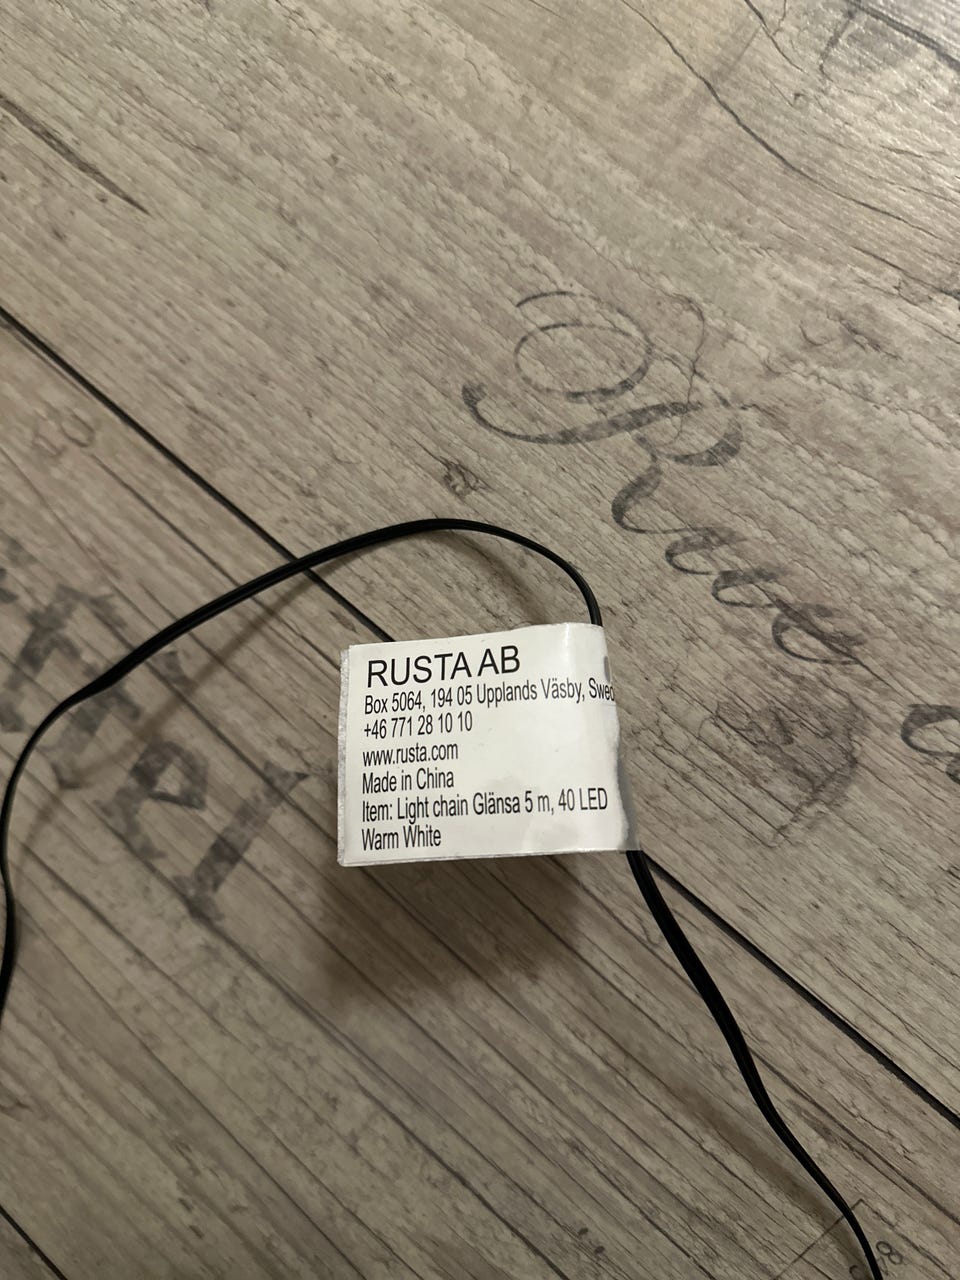 RUSTA AB
Box 5064, 194 05 Upplands Väsby,
+46 771 28 10 10
www.rusta.com
Made in China
Item: Light chain Glänsa 5 m, 40 LED
Warm White